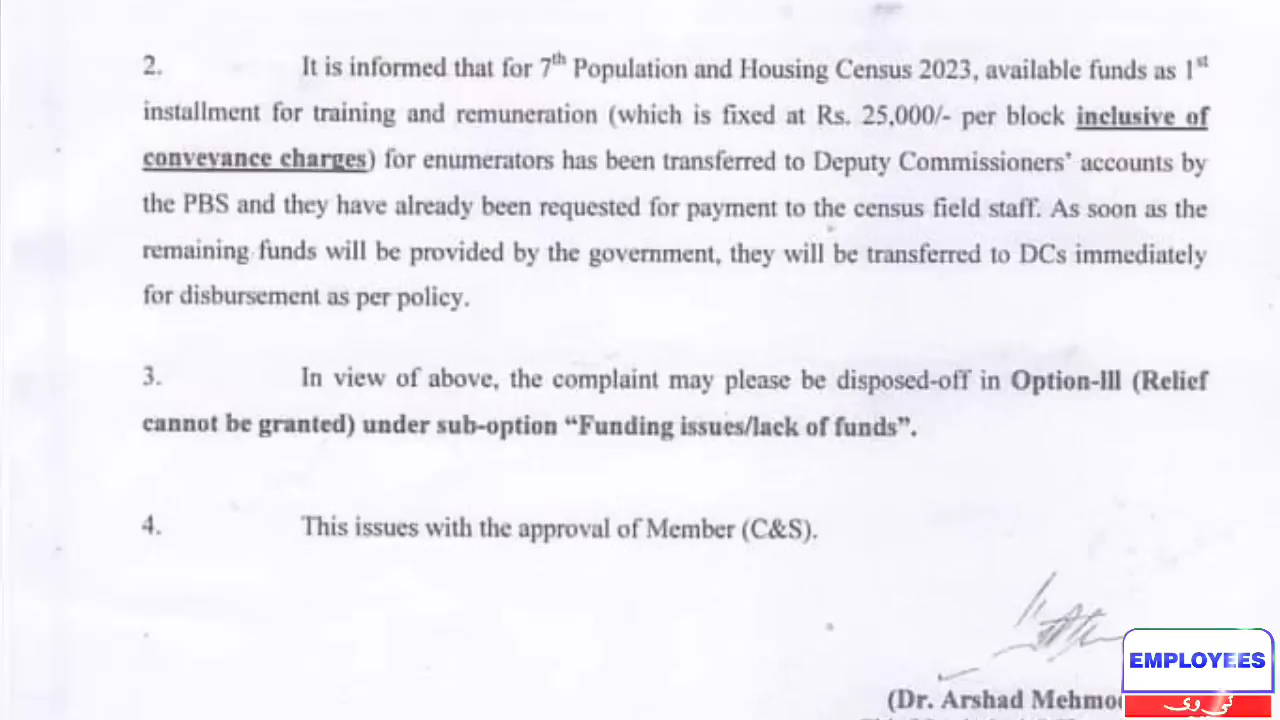 2. It is informed that for 7th Population and Housing Census 2023, available funds as 1st
installment for training and remuneration (which is fixed at Rs. 25,000/- per block inclusive of
conveyance charges) for enumerators has been transferred to Deputy Commissioners' accounts by
the PBS and they have already been requested for payment to the census field staff. As soon as the
remaining funds will be provided by the government, they will be transferred to DCs immediately
for disbursement as per policy.
3. In view of above, the complaint may please be disposed-off in Option-III (Relief
cannot be granted) under sub-option “Funding issues/lack of funds”.
4. This issues with the approval of Member (C&S).
(Dr. Arshad
EMPLOYEES
ٹی وی